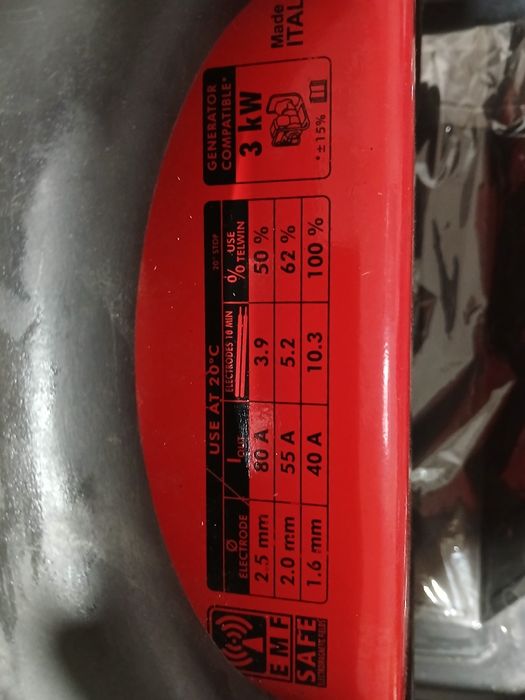 EMF
SAFE
USE AT 20°C
20" STOP
Ø ELECTRODE I OUT ELECTRODES 10 MIN % USE TELWIN
2.5 mm 80 A 3.9 50 %
2.0 mm 55 A 5.2 62 %
1.6 mm 40 A 10.3 100 %
GENERATOR
COMPATIBLE*
3 kW
* ±15%
Made
ITAL